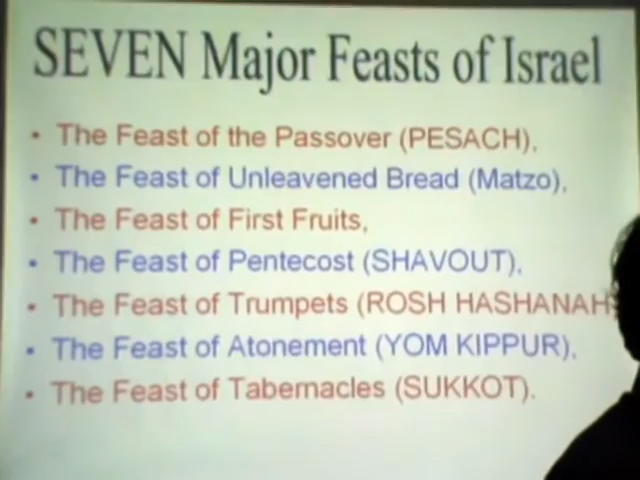 SEVEN Major Feasts of Israel
• The Feast of the Passover (PESACH),
• The Feast of Unleavened Bread (Matzo),
• The Feast of First Fruits,
• The Feast of Pentecost (SHAVOUT),
• The Feast of Trumpets (ROSH HASHANAH
• The Feast of Atonement (YOM KIPPUR),
• The Feast of Tabernacles (SUKKOT).